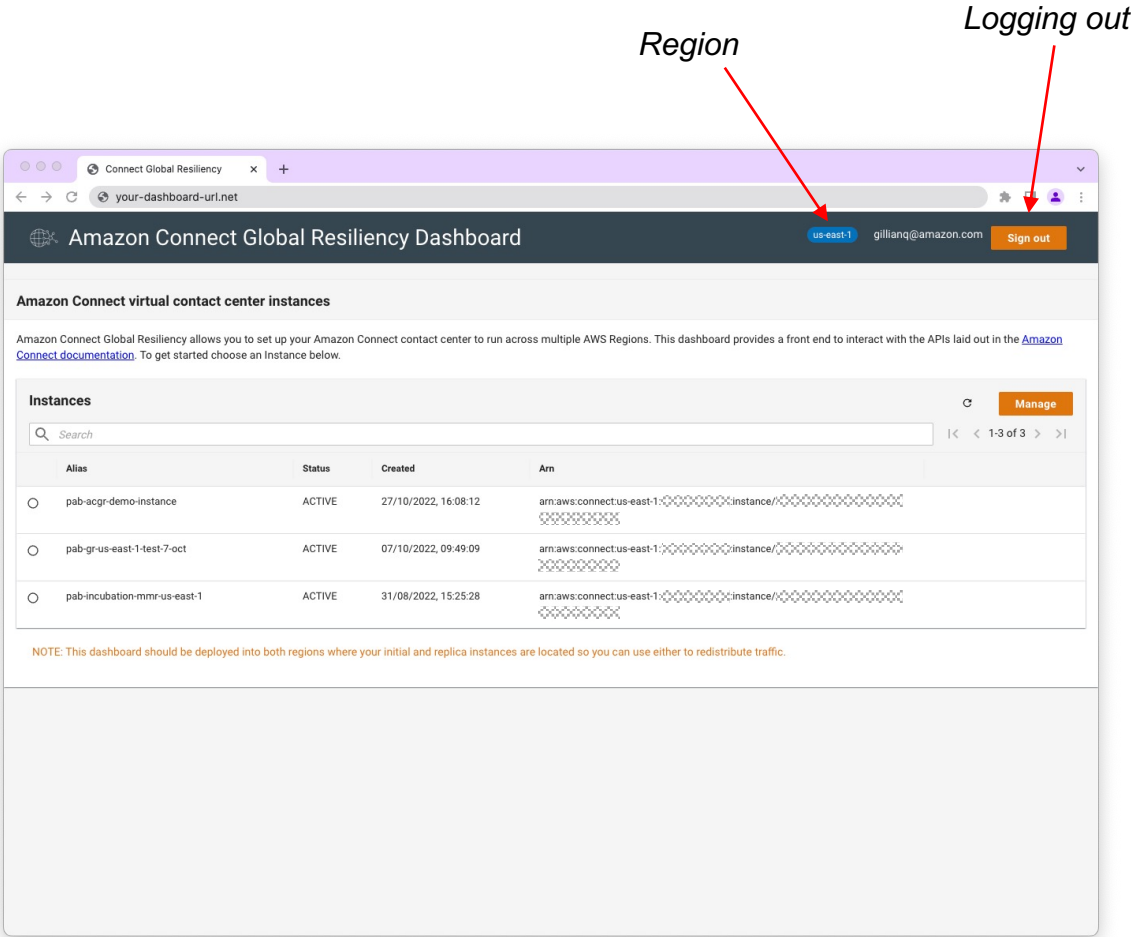 Logging out
Region
Connect Global Resiliency
your-dashboard-url.net
Amazon Connect Global Resiliency Dashboard
us-east-1 gillianq@amazon.com Sign out
Amazon Connect virtual contact center instances
Amazon Connect Global Resiliency allows you to set up your Amazon Connect contact center to run across multiple AWS Regions. This dashboard provides a front end to interact with the APIs laid out in the Amazon
Connect documentation. To get started choose an Instance below.
Instances Manage
Search 1-3 of 3
Alias Status Created Arn
pab-acgr-demo-instance ACTIVE 27/10/2022, 16:08:12 arn:aws:connect:us-east-1: :instance/
pab-gr-us-east-1-test-7-oct ACTIVE 07/10/2022, 09:49:09 arn:aws:connect:us-east-1: :instance/
pab-incubation-mmr-us-east-1 ACTIVE 31/08/2022, 15:25:28 arn:aws:connect:us-east-1: :instance/
NOTE: This dashboard should be deployed into both regions where your initial and replica instances are located so you can use either to redistribute traffic.